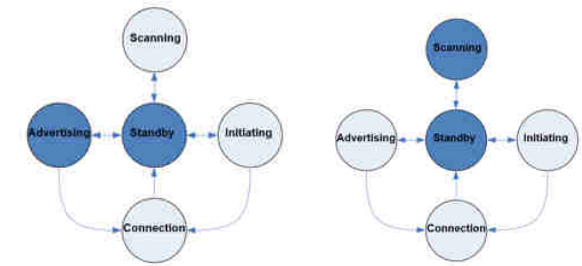 Scanning
Advertising
Standby
Initiating
Connection
Scanning
Advertising
Standby
Initiating
Connection